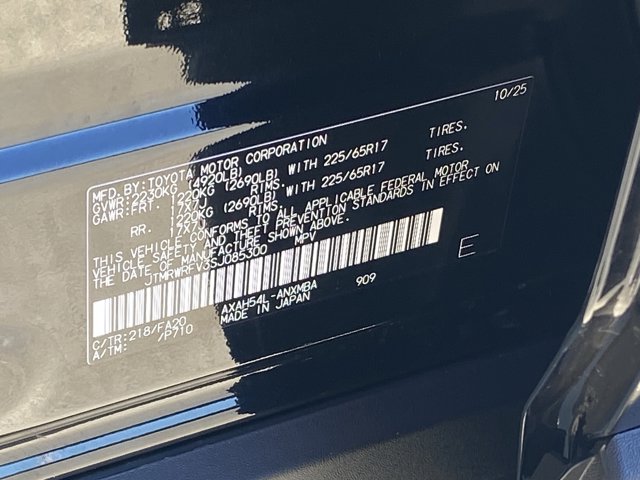 10/25
MFD.BY:TOYOTA MOTOR CORPORATION
GVWR:2230KG (4920LB)
GAWR:FRT. 1220KG (2690LB) WITH 225/65R17 TIRES.
17X7J RIMS.
RR. 1220KG (2690LB) WITH 225/65R17 TIRES.
17X7J RIMS.
THIS VEHICLE CONFORMS TO ALL APPLICABLE FEDERAL MOTOR
VEHICLE SAFETY AND THEFT PREVENTION STANDARDS IN EFFECT ON
THE DATE OF MANUFACTURE SHOWN ABOVE.
JTMRWRFV3SJ085300 MPV
E
C/TR:218/FA20 AXAH54L-ANXMBA 909
A/TM: /P710 MADE IN JAPAN